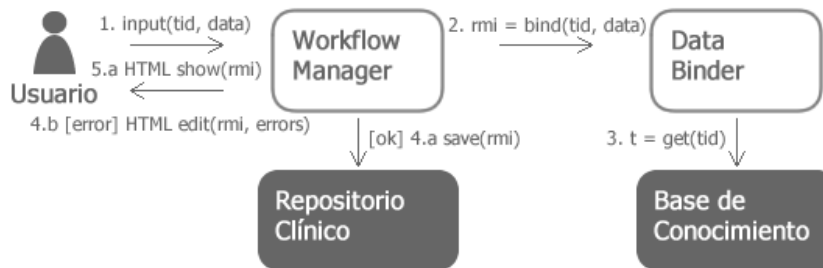 1. input(tid, data)
Workflow
Manager
2. rmi = bind(tid, data)
Data
Binder
5.a HTML show(rmi)
Usuario
4.b [error] HTML edit(rmi, errors)
[ok] 4.a save(rmi)
3. t = get(tid)
Repositorio
Clínico
Base de
Conocimiento